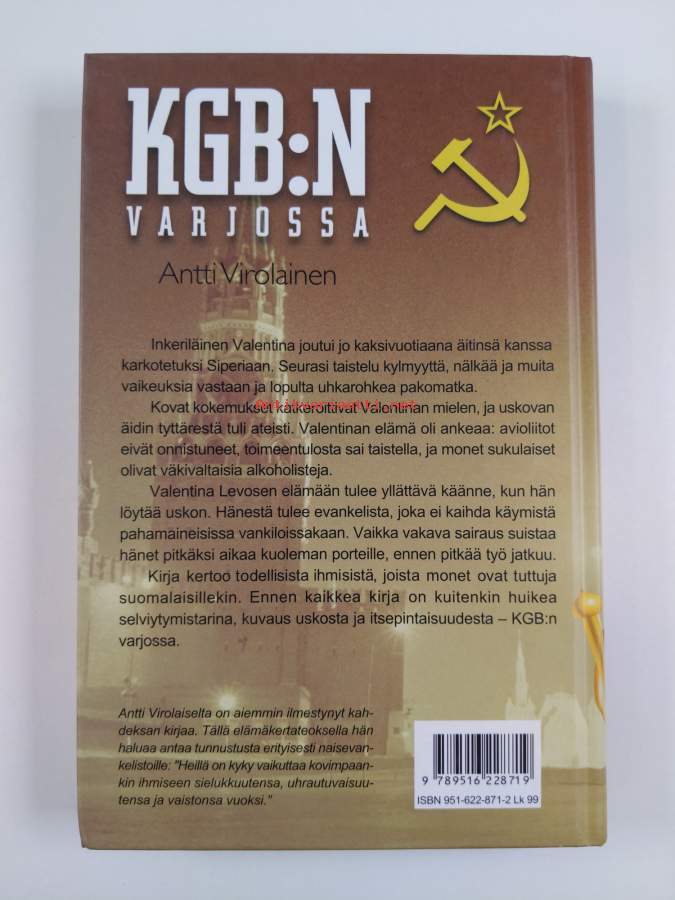 KGB:N
VARJOSSA
Antti Virolainen
Inkeriläinen Valentina joutui jo kaksivuotiaana äitinsä kanssa
karkotetuksi Siperiaan. Seurasi taistelu kylmyyttä, nälkää ja muita
vaikeuksia vastaan ja lopulta uhkarohkea pakomatka.
Antikvariaatti.net
Kovat kokemukset katkeroittivat Valentinan mielen, ja uskovan
äidin tyttärestä tuli ateisti. Valentinan elämä oli ankeaa: avioliitot
eivät onnistuneet, toimeentulosta sai taistella, ja monet sukulaiset
olivat väkivaltaisia alkoholisteja.
Valentina Levosen elämään tulee yllättävä käänne, kun hän
löytää uskon. Hänestä tulee evankelista, joka ei kaihda käymistä
pahamaineisissa vankiloissakaan. Vaikka vakava sairaus suistaa
hänet pitkäksi aikaa kuoleman porteille, ennen pitkää työ jatkuu.
Kirja kertoo todellisista ihmisistä, joista monet ovat tuttuja
suomalaisillekin. Ennen kaikkea kirja on kuitenkin huikea
selviytymistarina, kuvaus uskosta ja itsepintaisuudesta – KGB:n
varjossa.
Antti Virolaiselta on aiemmin ilmestynyt kah-
deksan kirjaa. Tällä elämäkertateoksella hän
haluaa antaa tunnustusta erityisesti naisevan-
kelistoille: "Heillä on kyky vaikuttaa kovimpaan-
kin ihmiseen sielukkuutensa, uhrautuvaisuu-
tensa ja vaistonsa vuoksi."
9 789516 228719
ISBN 951-622-871-2 Lk 99